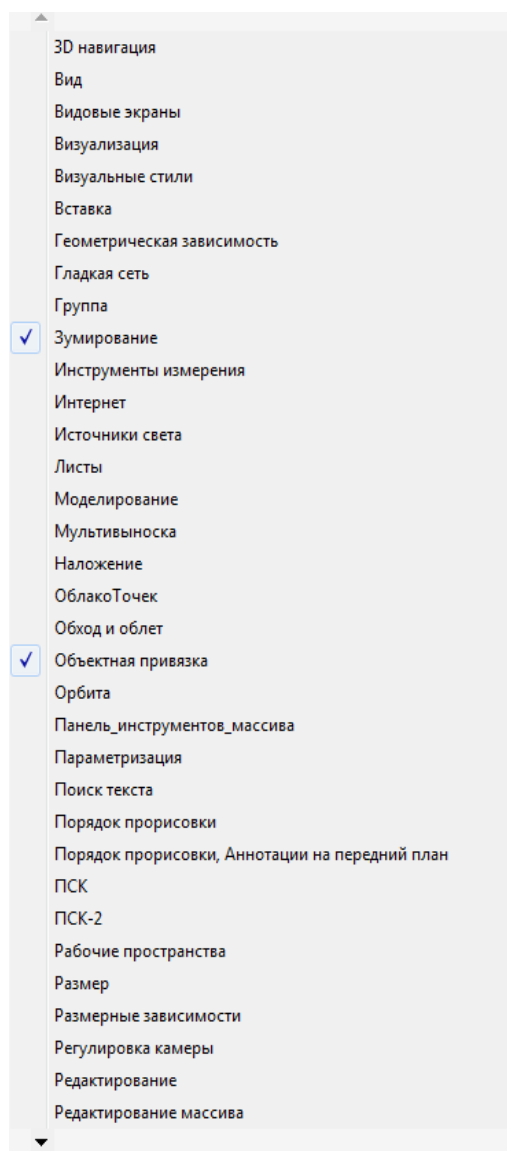 3D навигация
Вид
Видовые экраны
Визуализация
Визуальные стили
Вставка
Геометрическая зависимость
Гладкая сеть
Группа
Зумирование
Инструменты измерения
Интернет
Источники света
Листы
Моделирование
Мультивыноска
Наложение
ОблакоТочек
Обход и облет
Объектная привязка
Орбита
Панель_инструментов_массива
Параметризация
Поиск текста
Порядок прорисовки
Порядок прорисовки, Аннотации на передний план
ПСК
ПСК-2
Рабочие пространства
Размер
Размерные зависимости
Регулировка камеры
Редактирование
Редактирование массива